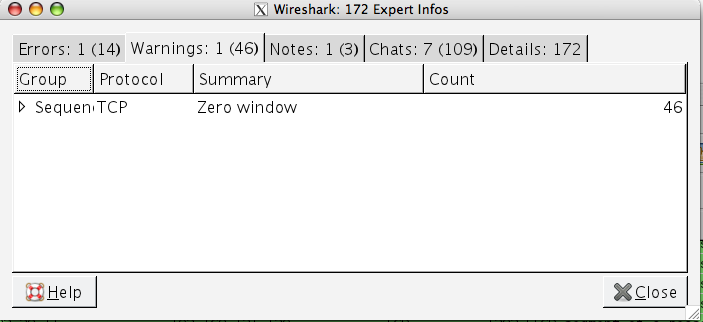 Wireshark: 172 Expert Infos
Errors: 1 (14) Warnings: 1 (46) Notes: 1 (3) Chats: 7 (109) Details: 172
Group Protocol Summary Count
Sequen TCP Zero window 46
Help Close